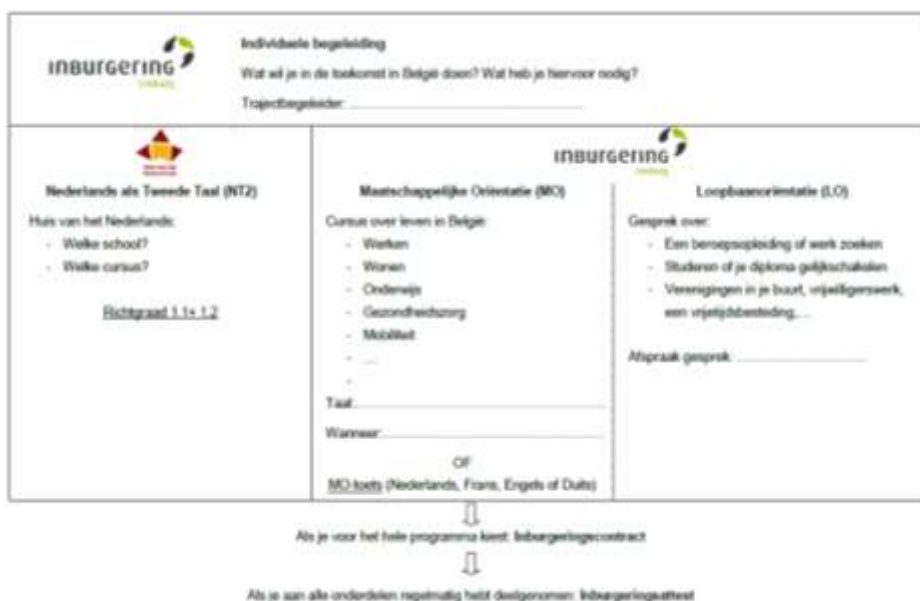 INBURGERING
Limburg
Individuele begeleiding
Wat wil je in de toekomst in België doen? Wat heb je hiervoor nodig?
Trajectbegeleider:
Nederlands als Tweede Taal (NT2)
Huis van het Nederlands:
- Welke school?
- Welke cursus?
Richtgraad 1.1+ 1.2
INBURGERING
Limburg
Maatschappelijke Oriëntatie (MO)
Cursus over leven in België:
- Werken
- Wonen
- Onderwijs
- Gezondheidszorg
- Mobiliteit
- ....
-
Taal:
Wanneer:
OF
MO-toets (Nederlands, Frans, Engels of Duits)
Loopbaanoriëntatie (LO)
Gesprek over:
- Een beroepsopleiding of werk zoeken
- Studeren of je diploma gelijkschakelen
- Verenigingen in je buurt, vrijwilligerswerk,
een vrijetijdsbesteding,...
Afspraak gesprek:
Als je voor het hele programma kiest: Inburgeringscontract
Als je aan alle onderdelen regelmatig hebt deelgenomen: Inburgeringsattest